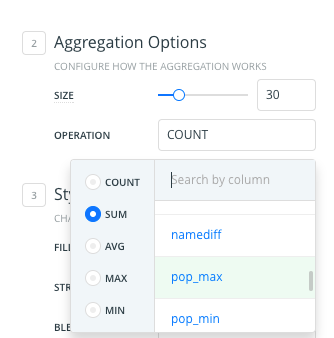 2 Aggregation Options
CONFIGURE HOW THE AGGREGATION WORKS
SIZE 30
OPERATION COUNT
COUNT Search by column
SUM
AVG
MAX
MIN
namediff
pop_max
pop_min
3 Sty
CHA
FILL
STR
BLE